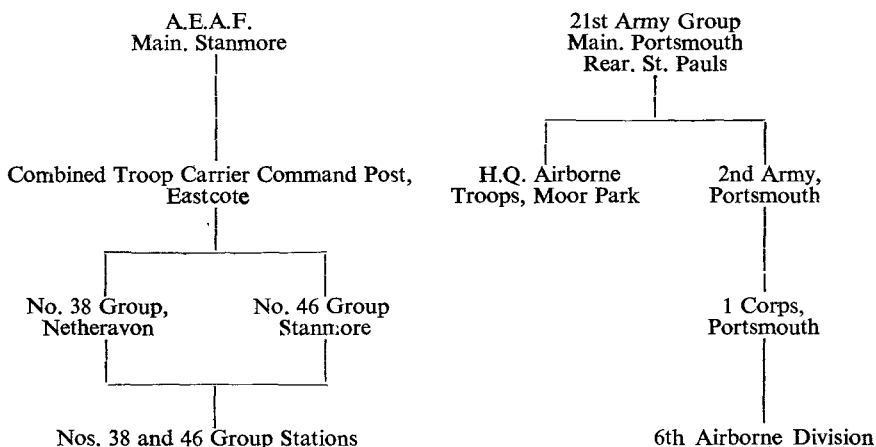 A.E.A.F.
Main. Stanmore
21st Army Group
Main. Portsmouth
Rear. St. Pauls
Combined Troop Carrier Command Post,
Eastcote
H.Q. Airborne
Troops, Moor Park
2nd Army,
Portsmouth
No. 38 Group,
Netheravon
No. 46 Group
Stanmore
1 Corps,
Portsmouth
Nos. 38 and 46 Group Stations
6th Airborne Division